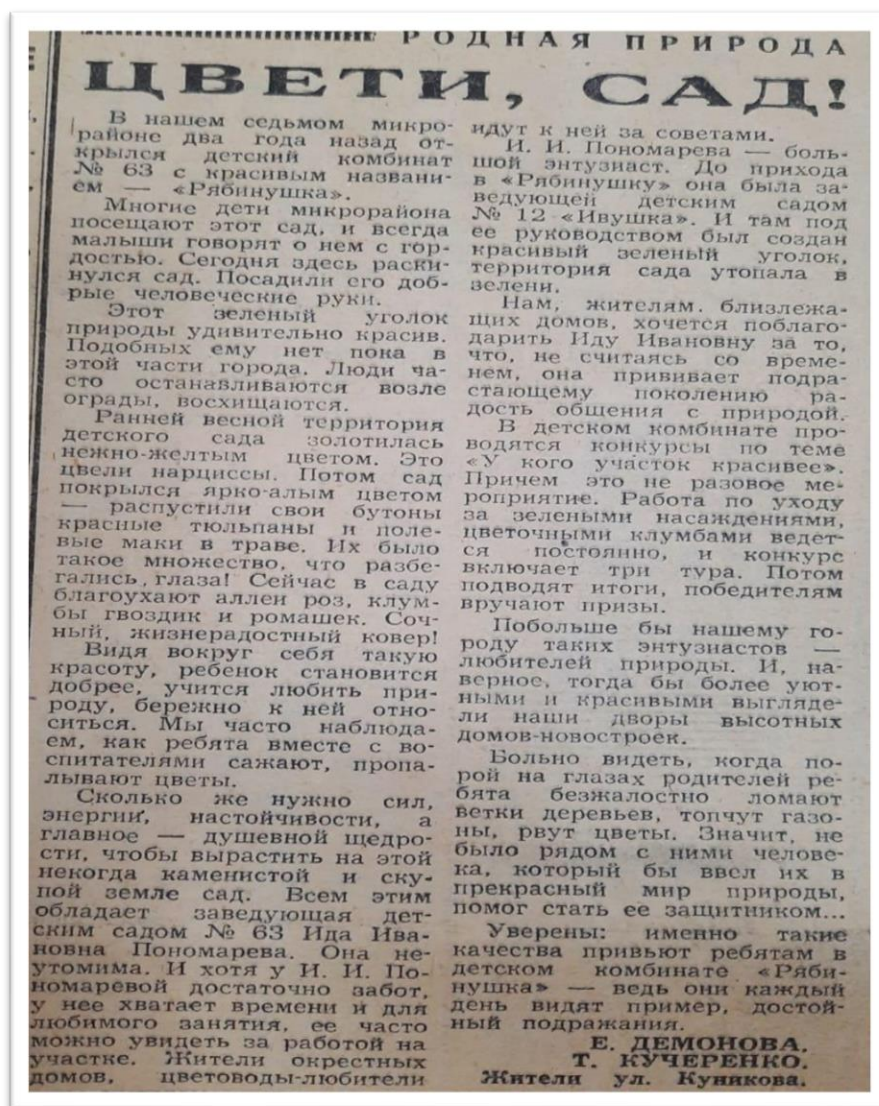 РОДНАЯ ПРИРОДА
ЦВЕТИ, САД!
В нашем седьмом микро-
районе два года назад от-
крылся детский комбинат
№ 63 с красивым названи-
ем — «Рябинушка».
Многие дети микрорайона
посещают этот сад, и всегда
малыши говорят о нем с гор-
достью. Сегодня здесь раски-
нулся сад. Посадили его доб-
рые человеческие руки.
Этот зеленый уголок
природы удивительно красив.
Подобных ему нет пока в
этой части города. Люди ча-
сто останавливаются возле
ограды, восхищаются.
Ранней весной территория
детского сада золотилась
нежно-желтым цветом. Это
цвели нарциссы. Потом сад
покрылся ярко-алым цветом
— распустили свои бутоны
красные тюльпаны и поле-
вые маки в траве. Их было
такое множество, что разбе-
гались глаза! Сейчас в саду
благоухают аллеи роз, клум-
бы гвоздик и ромашек. Соч-
ный, жизнерадостный ковер!
Видя вокруг себя такую
красоту, ребенок становится
добрее, учится любить при-
роду, бережно к ней отно-
ситься. Мы часто наблюда-
ем, как ребята вместе с во-
спитателями сажают, пропа-
лывают цветы.
Сколько же нужно сил,
энергии, настойчивости, а
главное — душевной щедро-
сти, чтобы вырастить на этой
некогда каменистой и ску-
пой земле сад. Всем этим
обладает заведующая дет-
ским садом № 63 Ида Ива-
новна Пономарева. Она не-
утомима. И хотя у И. И. По-
номаревой достаточно забот,
у нее хватает времени и для
любимого занятия, ее часто
можно увидеть за работой на
участке. Жители окрестных
домов, цветоводы-любители
идут к ней за советами.
И. И. Пономарева — боль-
шой энтузиаст. До прихода
в «Рябинушку» она была за-
ведующей детским садом
№ 12 «Ивушка». И там под
ее руководством был создан
красивый зеленый уголок,
территория сада утопала в
зелени.
Нам, жителям близлежа-
щих домов, хочется поблаго-
дарить Иду Ивановну за то,
что, не считаясь со време-
нем, она прививает подра-
стающему поколению ра-
дость общения с природой.
В детском комбинате про-
водятся конкурсы по теме
«У кого участок красивее».
Причем это не разовое ме-
роприятие. Работа по уходу
за зелеными насаждениями,
цветочными клумбами ведет-
ся постоянно, и конкурс
включает три тура. Потом
подводят итоги, победителям
вручают призы.
Побольше бы нашему го-
роду таких энтузиастов —
любителей природы. И, на-
верное, тогда бы более уют-
ными и красивыми выгляде-
ли наши дворы высотных
домов-новостроек.
Больно видеть, когда по-
рой на глазах родителей ре-
бята безжалостно ломают
ветки деревьев, топчут газо-
ны, рвут цветы. Значит, не
было рядом с ними челове-
ка, который бы ввел их в
прекрасный мир природы,
помог стать ее защитником...
Уверены: именно такие
качества привьют ребятам в
детском комбинате «Ряби-
нушка» — ведь они каждый
день видят пример, достой-
ный подражания.
Е. ДЕМОНОВА.
Т. КУЧЕРЕНКО.
Жители ул. Куникова.